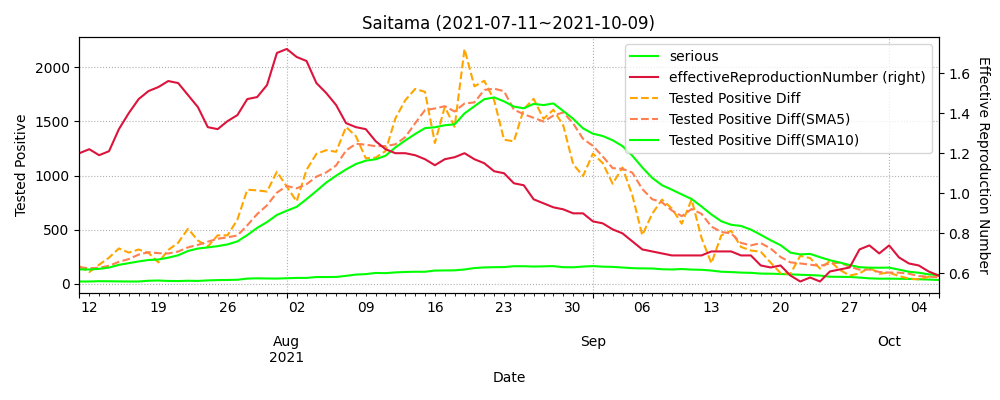 Saitama (2021-07-11~2021-10-09)
serious
effectiveReproductionNumber (right)
Tested Positive Diff
Tested Positive Diff(SMA5)
Tested Positive Diff(SMA10)
Tested Positive
2000
1500
1000
500
0
1.6
1.4
1.2
1.0
0.8
0.6
Effective Reproduction Number
12 19 26 02 09 16 23 30 06 13 20 27 04
Aug Sep Oct
2021
Date